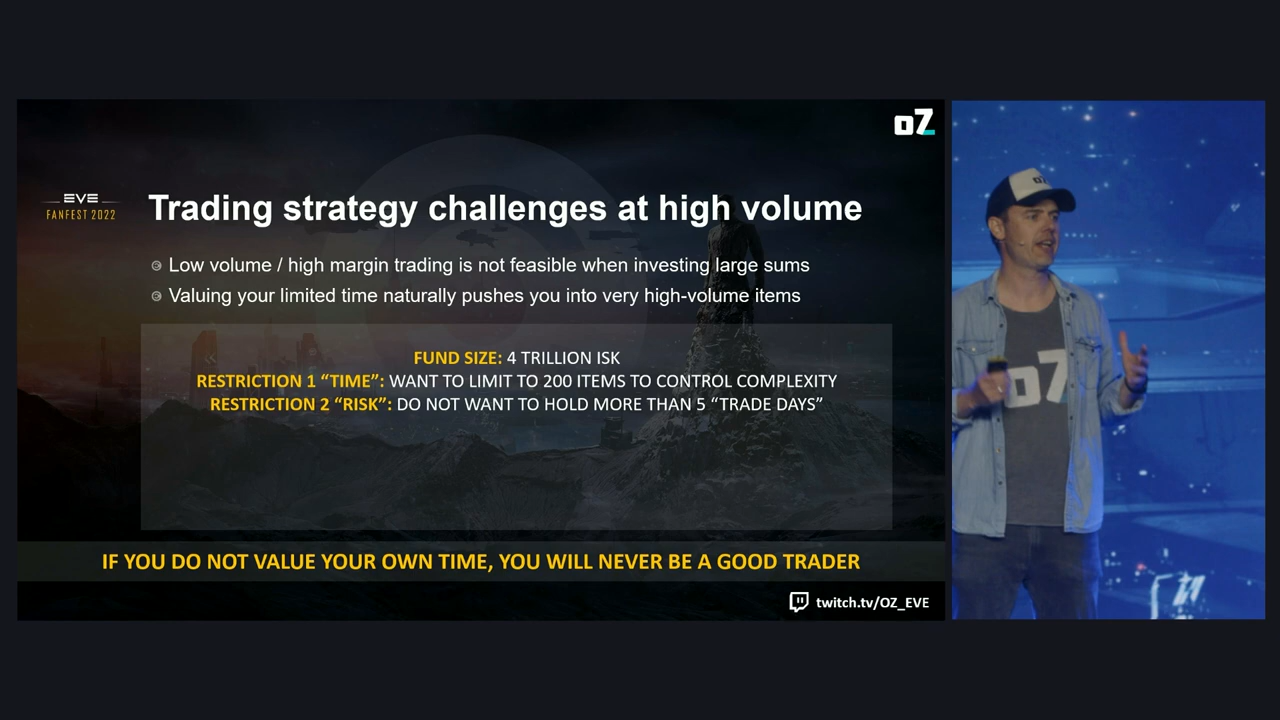 oZ
EVE
FANFEST 2022
Trading strategy challenges at high volume
Low volume / high margin trading is not feasible when investing large sums
Valuing your limited time naturally pushes you into very high-volume items
FUND SIZE: 4 TRILLION ISK
RESTRICTION 1 “TIME”: WANT TO LIMIT TO 200 ITEMS TO CONTROL COMPLEXITY
RESTRICTION 2 “RISK”: DO NOT WANT TO HOLD MORE THAN 5 “TRADE DAYS”
IF YOU DO NOT VALUE YOUR OWN TIME, YOU WILL NEVER BE A GOOD TRADER
twitch.tv/OZ_EVE
oZ
oZ